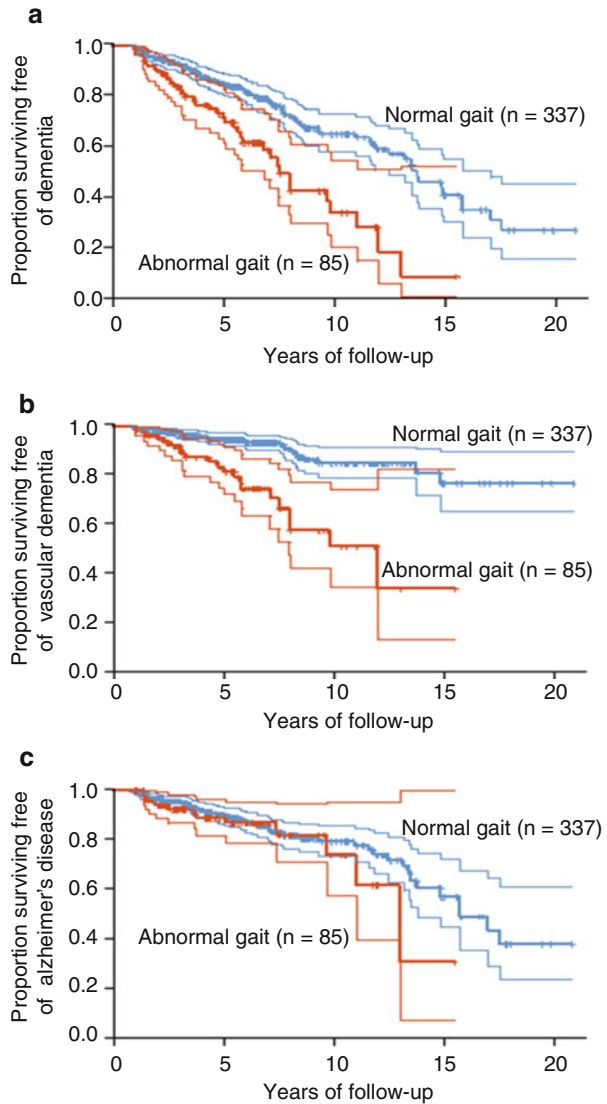 a
Proportion surviving free
of dementia
1.0
0.8
0.6
0.4
0.2
0.0
Normal gait (n = 337)
Abnormal gait (n = 85)
0 5 10 15 20
Years of follow-up
b
Proportion surviving free
of vascular dementia
1.0
0.8
0.6
0.4
0.2
0.0
Normal gait (n = 337)
Abnormal gait (n = 85)
0 5 10 15 20
Years of follow-up
c
Proportion surviving free
of alzheimer's disease
1.0
0.8
0.6
0.4
0.2
0.0
Normal gait (n = 337)
Abnormal gait (n = 85)
0 5 10 15 20
Years of follow-up